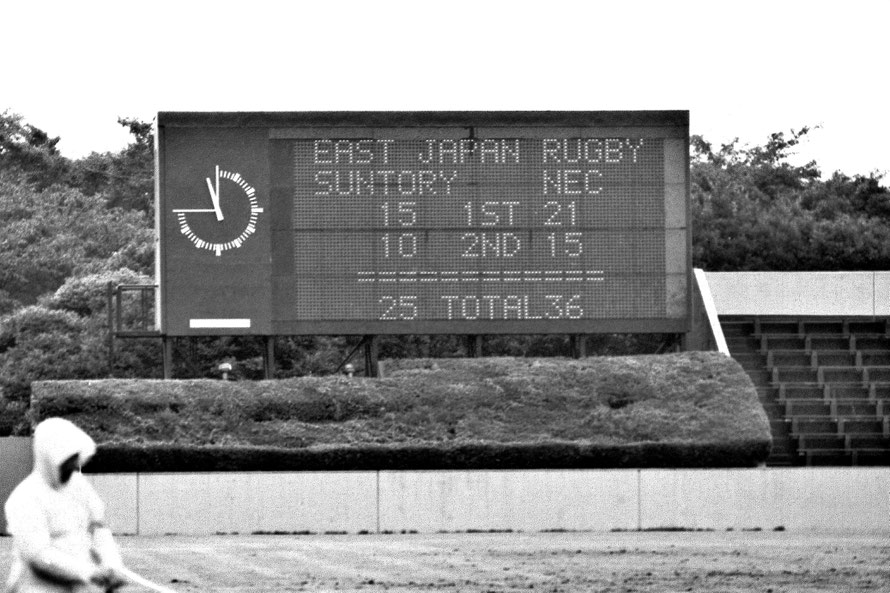 EAST JAPAN RUGBY
SUNTORY NEC
15 1ST 21
10 2ND 15
============
25 TOTAL36